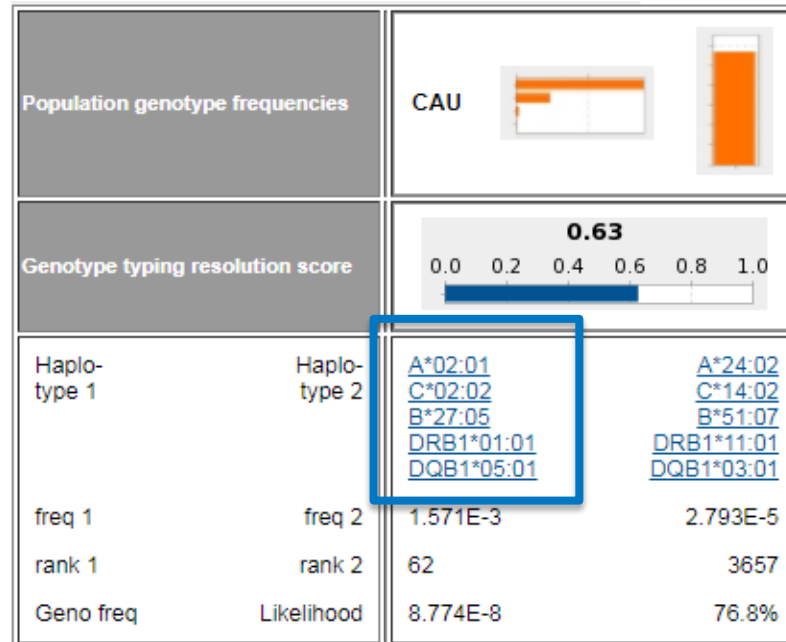 Population genotype frequencies
CAU
Genotype typing resolution score
0.63
0.0 0.2 0.4 0.6 0.8 1.0
Haplo- Haplo- A*02:01 A*24:02
type 1 type 2 C*02:02 C*14:02
B*27:05 B*51:07
DRB1*01:01 DRB1*11:01
DQB1*05:01 DQB1*03:01
freq 1 freq 2 1.571E-3 2.793E-5
rank 1 rank 2 62 3657
Geno freq Likelihood 8.774E-8 76.8%